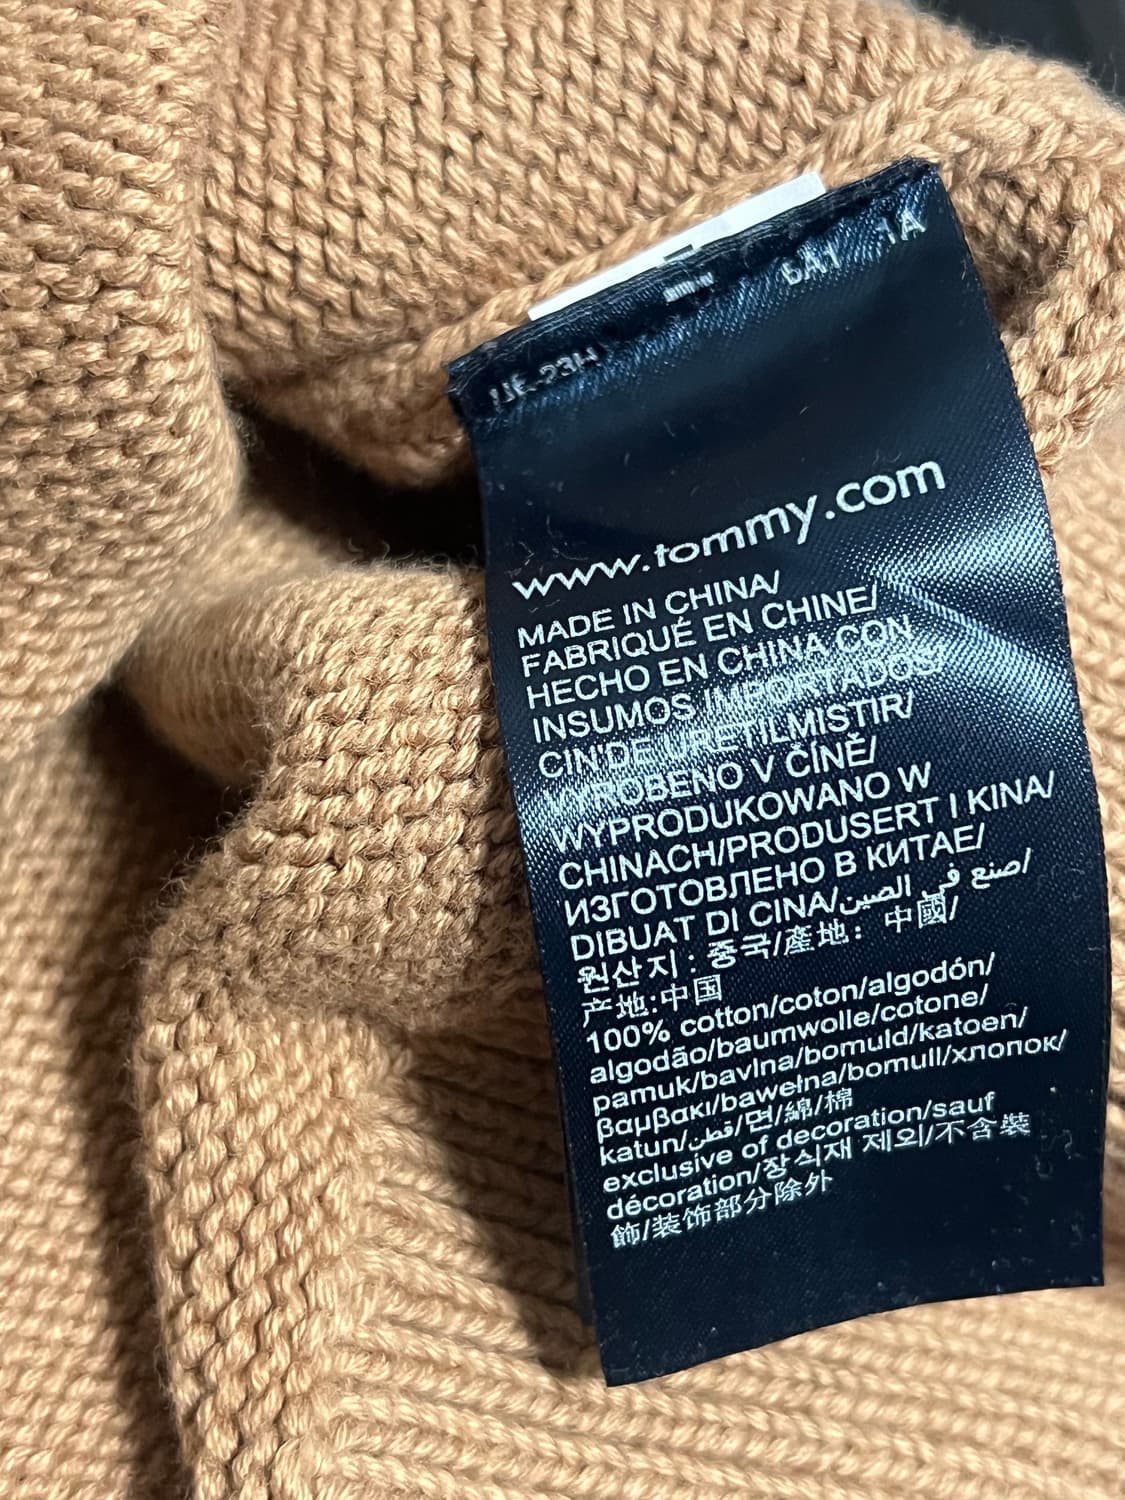 www.tommy.com
MADE IN CHINA/
FABRIQUÉ EN CHINE/
HECHO EN CHINA CON
INSUMOS IMPORTADOS/
CIN'DE URETILMISTIR/
VYROBENO V ČÍNĚ/
WYPRODUKOWANO W
CHINACH/PRODUSERT I KINA/
ИЗГОТОВЛЕНО В КИТАЕ/
DIBUAT DI CINA/صنع في الصين/
원산지 : 중국/產地: 中國/
产地:中国
100% cotton/coton/algodón/
algodão/baumwolle/cotone/
pamuk/bavlna/bomuld/katoen/
βαμβακι/bawełna/bomull/хлопок/
katun/قطن/면/綿/棉
exclusive of decoration/sauf
décoration/장식재 제외/不含裝
飾/装饰部分除外